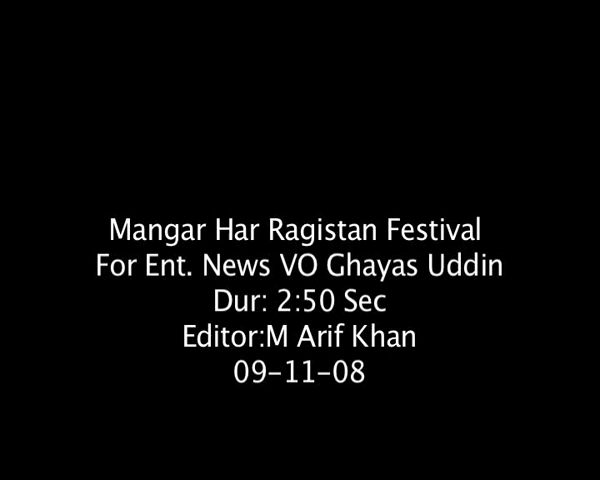 Mangar Har Ragistan Festival
For Ent. News VO Ghayas Uddin
Dur: 2:50 Sec
Editor:M Arif Khan
09-11-08